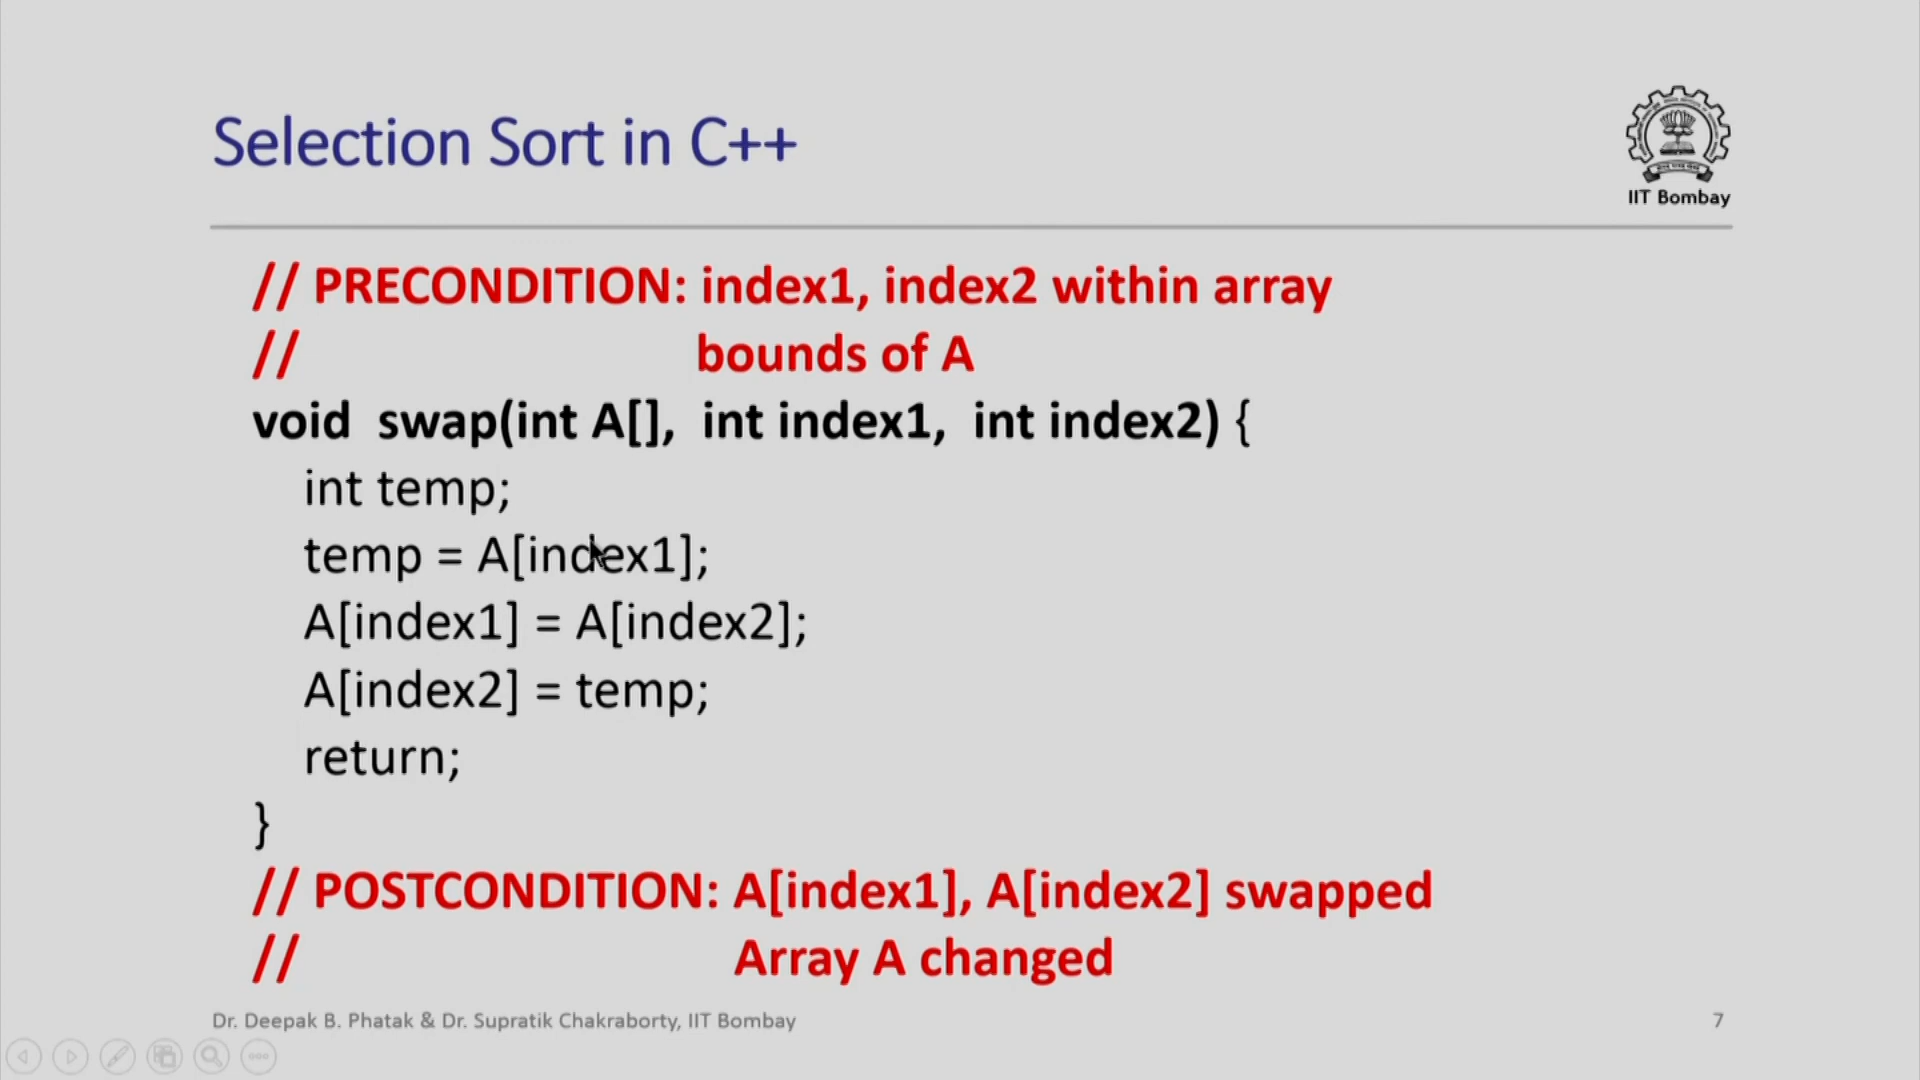 Selection Sort in C++
IIT Bombay
// PRECONDITION: index1, index2 within array
// bounds of A
void swap(int A[], int index1, int index2) {
int temp;
temp = A[index1];
A[index1] = A[index2];
A[index2] = temp;
return;
}
// POSTCONDITION: A[index1], A[index2] swapped
// Array A changed
Dr. Deepak B. Phatak & Dr. Supratik Chakraborty, IIT Bombay
7